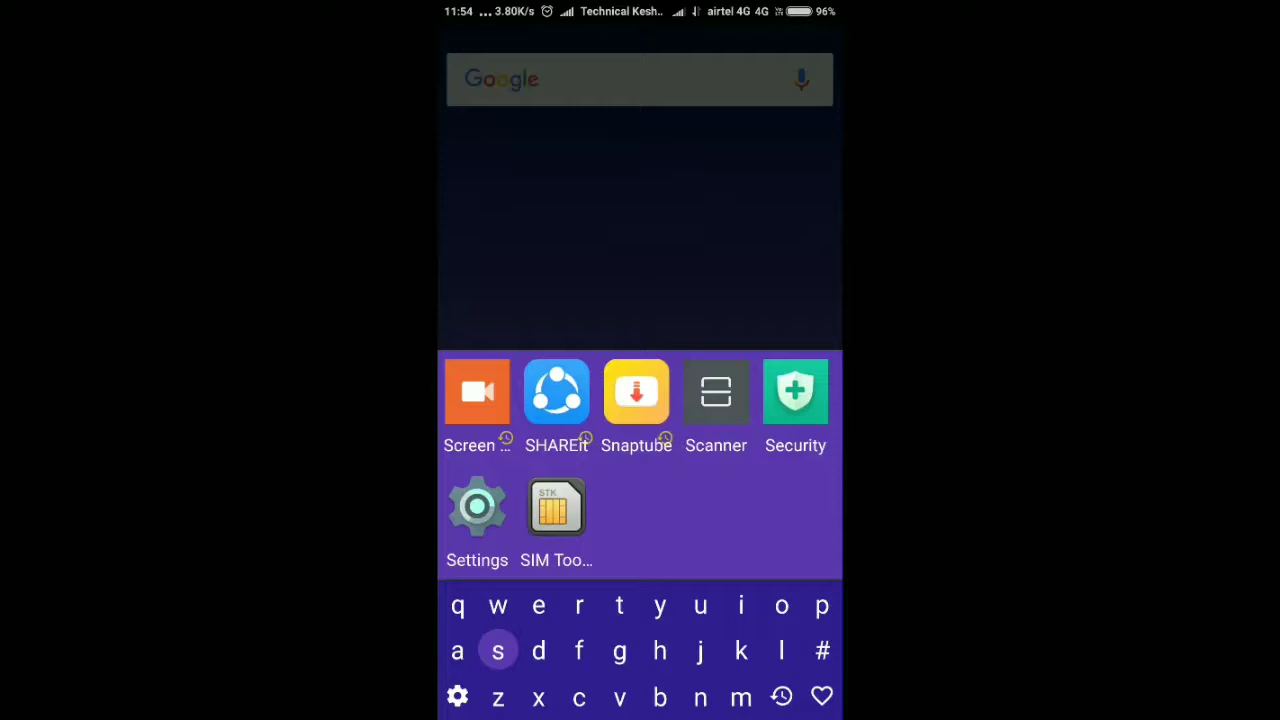 11:54 ... 3.80K/s Technical Kesh.. airtel 4G 4G 96%
Google
Screen ... SHAREit Snaptube Scanner Security
STK
Settings SIM Too...
q w e r t y u i o p
a s d f g h j k l #
z x c v b n m